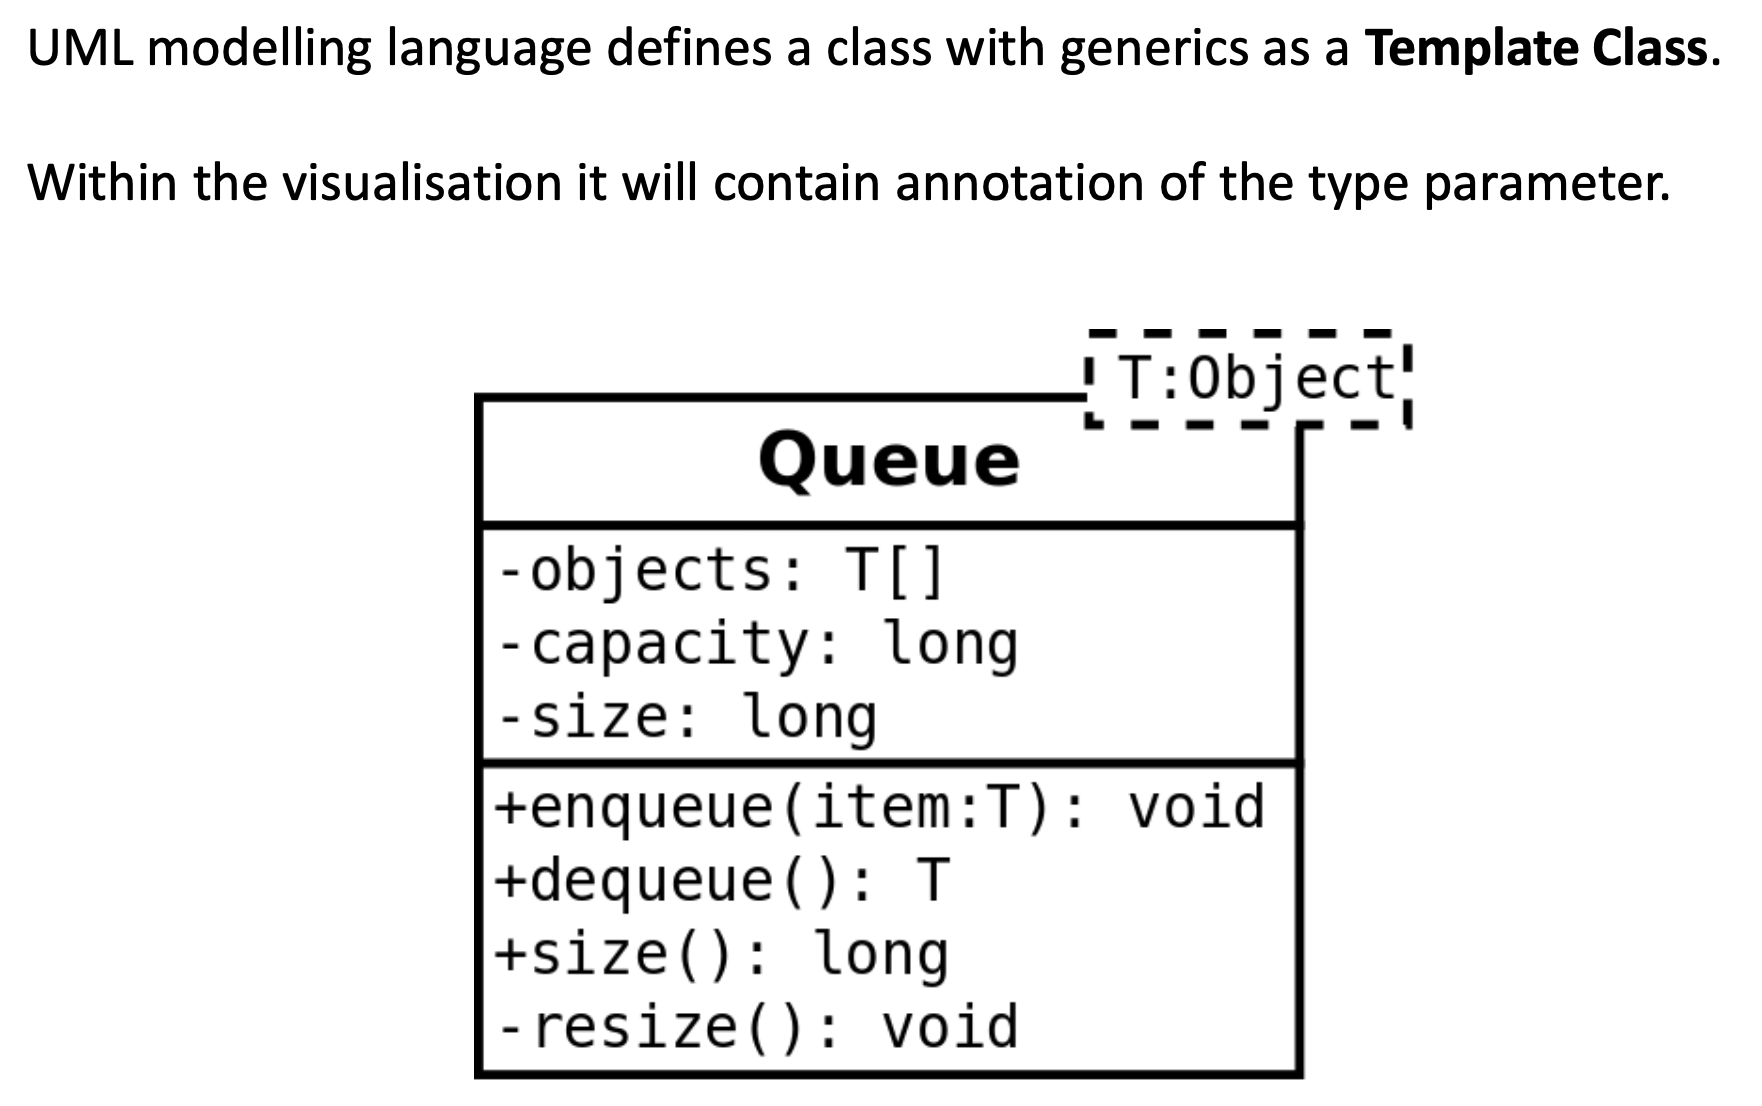 UML modelling language defines a class with generics as a Template Class.
Within the visualisation it will contain annotation of the type parameter.
T:Object
Queue
-objects: T[]
-capacity: long
-size: long
+enqueue(item:T): void
+dequeue(): T
+size(): long
-resize(): void